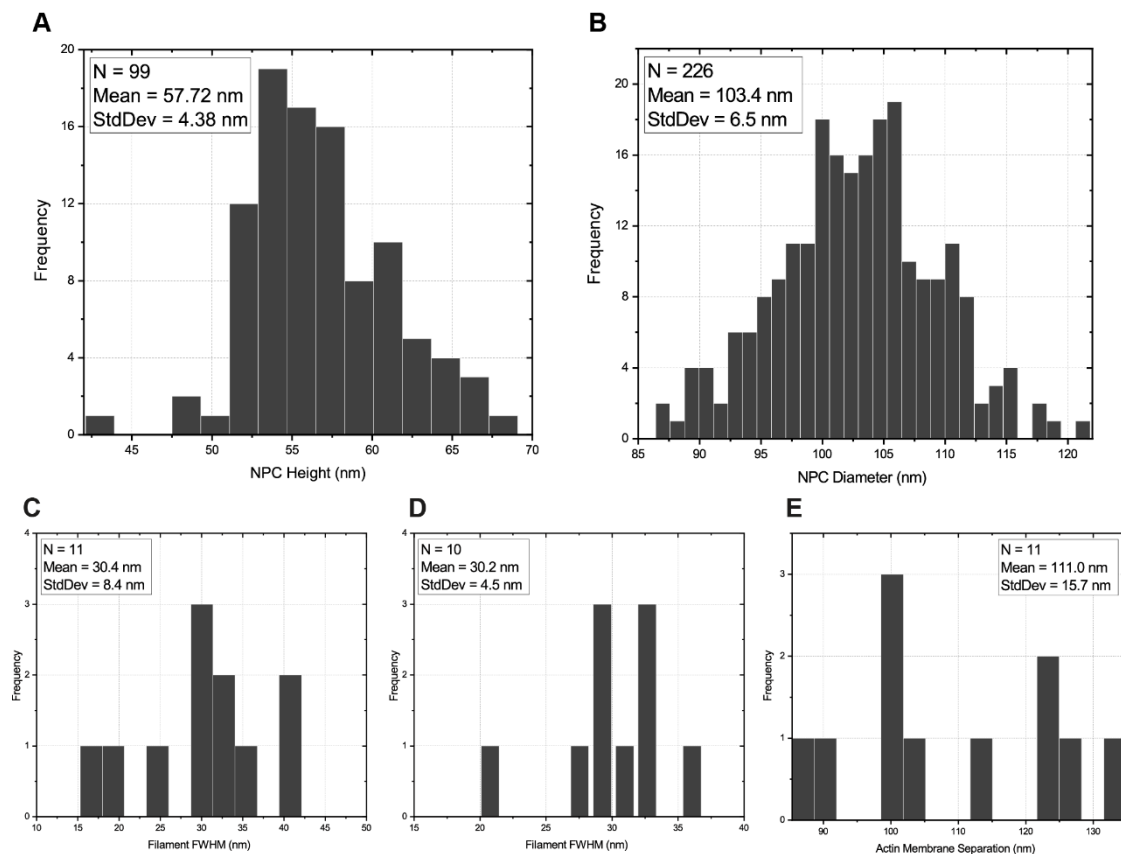 A
N = 99
Mean = 57.72 nm
StdDev = 4.38 nm
20
16
12
8
4
0
Frequency
45 50 55 60 65 70
NPC Height (nm)
B
N = 226
Mean = 103.4 nm
StdDev = 6.5 nm
20
16
12
8
4
0
Frequency
85 90 95 100 105 110 115 120
NPC Diameter (nm)
C
N = 11
Mean = 30.4 nm
StdDev = 8.4 nm
4
3
2
1
0
Frequency
10 15 20 25 30 35 40 45 50
Filament FWHM (nm)
D
N = 10
Mean = 30.2 nm
StdDev = 4.5 nm
4
3
2
1
0
Frequency
15 20 25 30 35 40
Filament FWHM (nm)
E
N = 11
Mean = 111.0 nm
StdDev = 15.7 nm
3
2
1
0
Frequency
90 100 110 120 130
Actin Membrane Separation (nm)